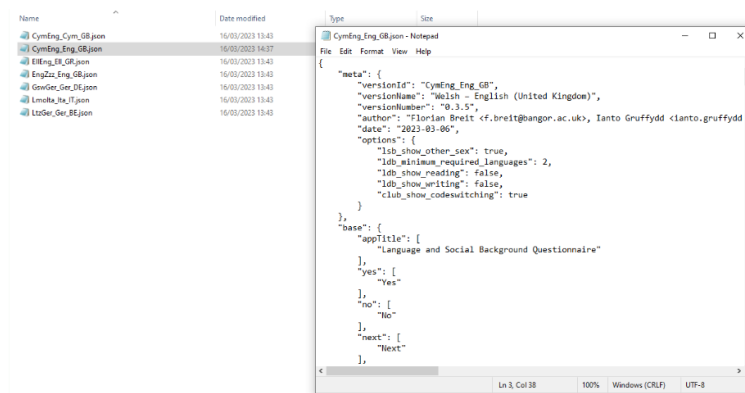 Name Date modified Type Size
CymEng_Cym_GB.json 16/03/2023 13:43
CymEng_Eng_GB.json 16/03/2023 14:37
EllEng_Ell_GR.json 16/03/2023 13:43
EngZzz_Eng_GB.json 16/03/2023 13:43
GswGer_Ger_DE.json 16/03/2023 13:43
LmoIta_Ita_IT.json 16/03/2023 13:43
LtzGer_Ger_BE.json 16/03/2023 13:43
CymEng_Eng_GB.json - Notepad
File Edit Format View Help
{
"meta": {
"versionId": "CymEng_Eng_GB",
"versionName": "Welsh – English (United Kingdom)",
"versionNumber": "0.3.5",
"author": "Florian Breit <f.breit@bangor.ac.uk>, Ianto Gruffydd <ianto.gruffydd
"date": "2023-03-06",
"options": {
"lsb_show_other_sex": true,
"ldb_minimum_required_languages": 2,
"ldb_show_reading": false,
"ldb_show_writing": false,
"club_show_codeswitching": true
}
},
"base": {
"appTitle": [
"Language and Social Background Questionnaire"
],
"yes": [
"Yes"
],
"no": [
"No"
],
"next": [
"Next"
],
Ln 3, Col 38 100% Windows (CRLF) UTF-8